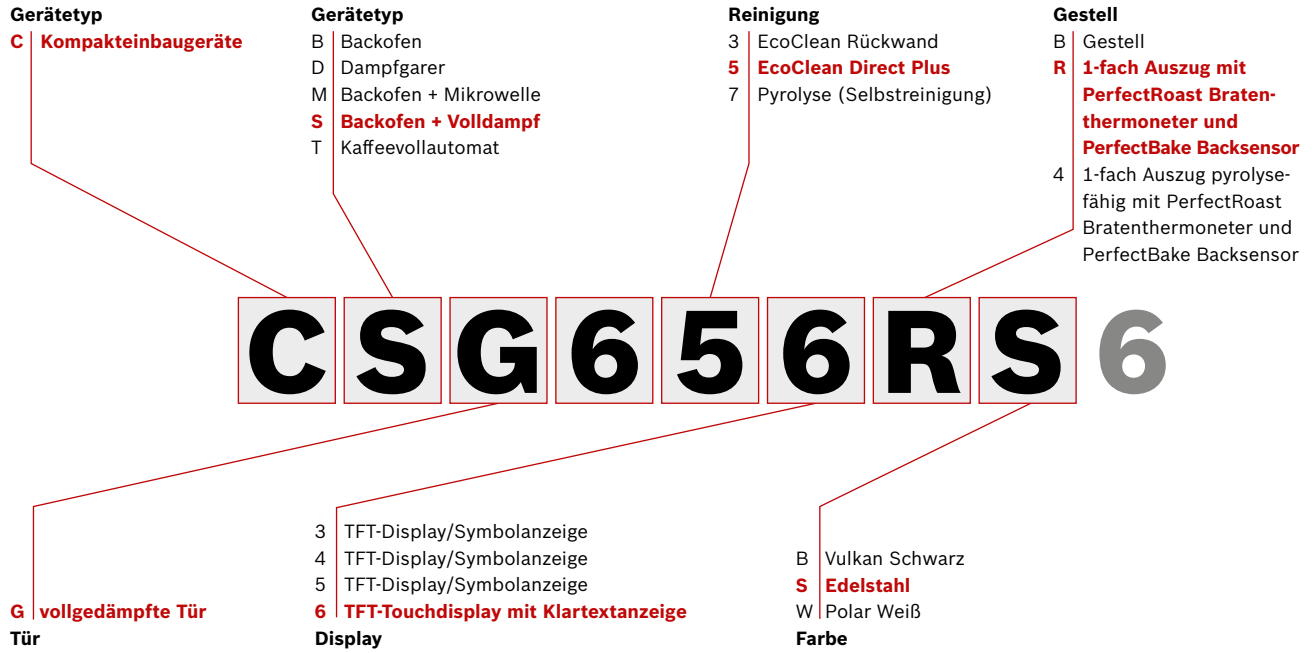 Gerätetyp
C Kompakteinbaugeräte
Gerätetyp
B Backofen
D Dampfgarer
M Backofen + Mikrowelle
S Backofen + Volldampf
T Kaffeevollautomat
Reinigung
3 EcoClean Rückwand
5 EcoClean Direct Plus
7 Pyrolyse (Selbstreinigung)
Gestell
B Gestell
R 1-fach Auszug mit
PerfectRoast Braten-
thermoneter und
PerfectBake Backsensor
4 1-fach Auszug pyrolyse-
fähig mit PerfectRoast
Bratenthermoneter und
PerfectBake Backsensor
CSG656RS6
G vollgedämpfte Tür
Tür
3 TFT-Display/Symbolanzeige
4 TFT-Display/Symbolanzeige
5 TFT-Display/Symbolanzeige
6 TFT-Touchdisplay mit Klartextanzeige
Display
B Vulkan Schwarz
S Edelstahl
W Polar Weiß
Farbe